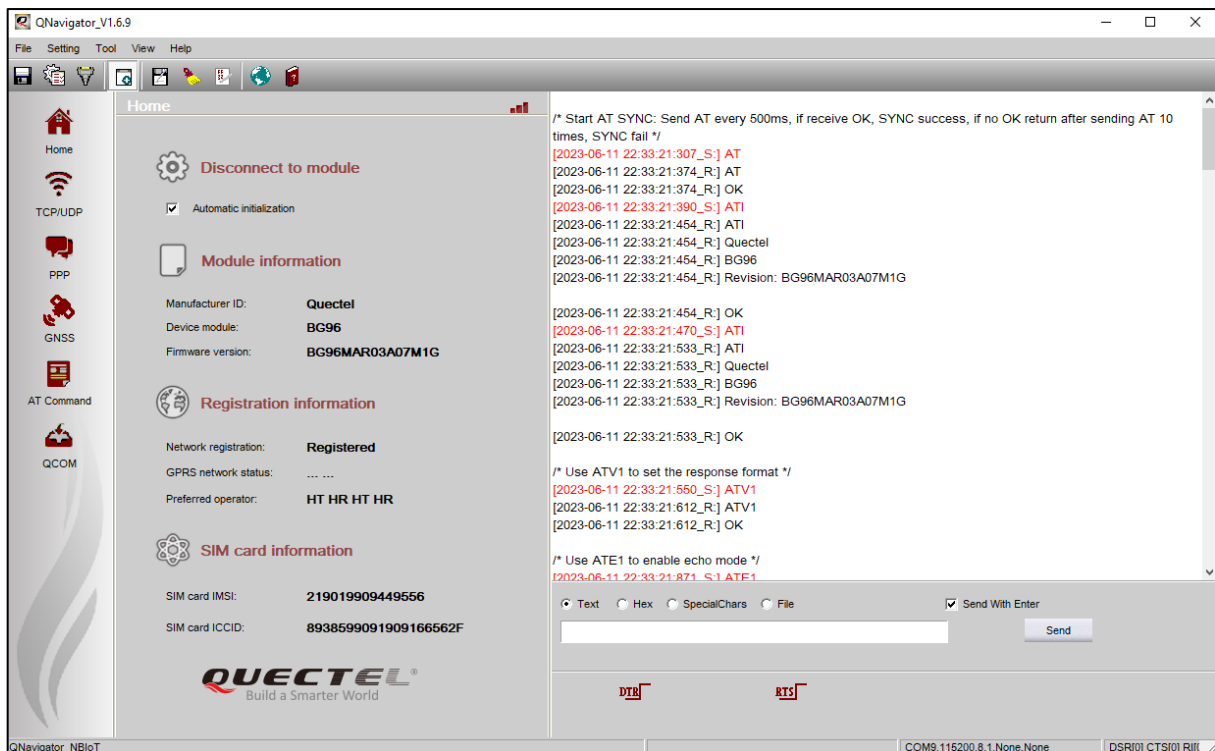 QNavigator_V1.6.9
File Setting Tool View Help
Home
TCP/UDP
PPP
GNSS
AT Command
QCOM
Home
Disconnect to module
Automatic initialization
Module information
Manufacturer ID: Quectel
Device module: BG96
Firmware version: BG96MAR03A07M1G
Registration information
Network registration: Registered
GPRS network status: ... ...
Preferred operator: HT HR HT HR
SIM card information
SIM card IMSI: 219019909449556
SIM card ICCID: 8938599091909166562F
QUECTEL®
Build a Smarter World
/* Start AT SYNC: Send AT every 500ms, if receive OK, SYNC success, if no OK return after sending AT 10
times, SYNC fail */
[2023-06-11 22:33:21:307_S:] AT
[2023-06-11 22:33:21:374_R:] AT
[2023-06-11 22:33:21:374_R:] OK
[2023-06-11 22:33:21:390_S:] ATI
[2023-06-11 22:33:21:454_R:] ATI
[2023-06-11 22:33:21:454_R:] Quectel
[2023-06-11 22:33:21:454_R:] BG96
[2023-06-11 22:33:21:454_R:] Revision: BG96MAR03A07M1G
[2023-06-11 22:33:21:454_R:] OK
[2023-06-11 22:33:21:470_S:] ATI
[2023-06-11 22:33:21:533_R:] ATI
[2023-06-11 22:33:21:533_R:] Quectel
[2023-06-11 22:33:21:533_R:] BG96
[2023-06-11 22:33:21:533_R:] Revision: BG96MAR03A07M1G
[2023-06-11 22:33:21:533_R:] OK
/* Use ATV1 to set the response format */
[2023-06-11 22:33:21:550_S:] ATV1
[2023-06-11 22:33:21:612_R:] ATV1
[2023-06-11 22:33:21:612_R:] OK
/* Use ATE1 to enable echo mode */
[2023-06-11 22:33:21:871_S:] ATE1
Text Hex SpecialChars File Send With Enter
Send
DTR RTS
QNavigator_NBIoT COM9,115200,8,1,None,None DSR[0] CTS[0] RI[